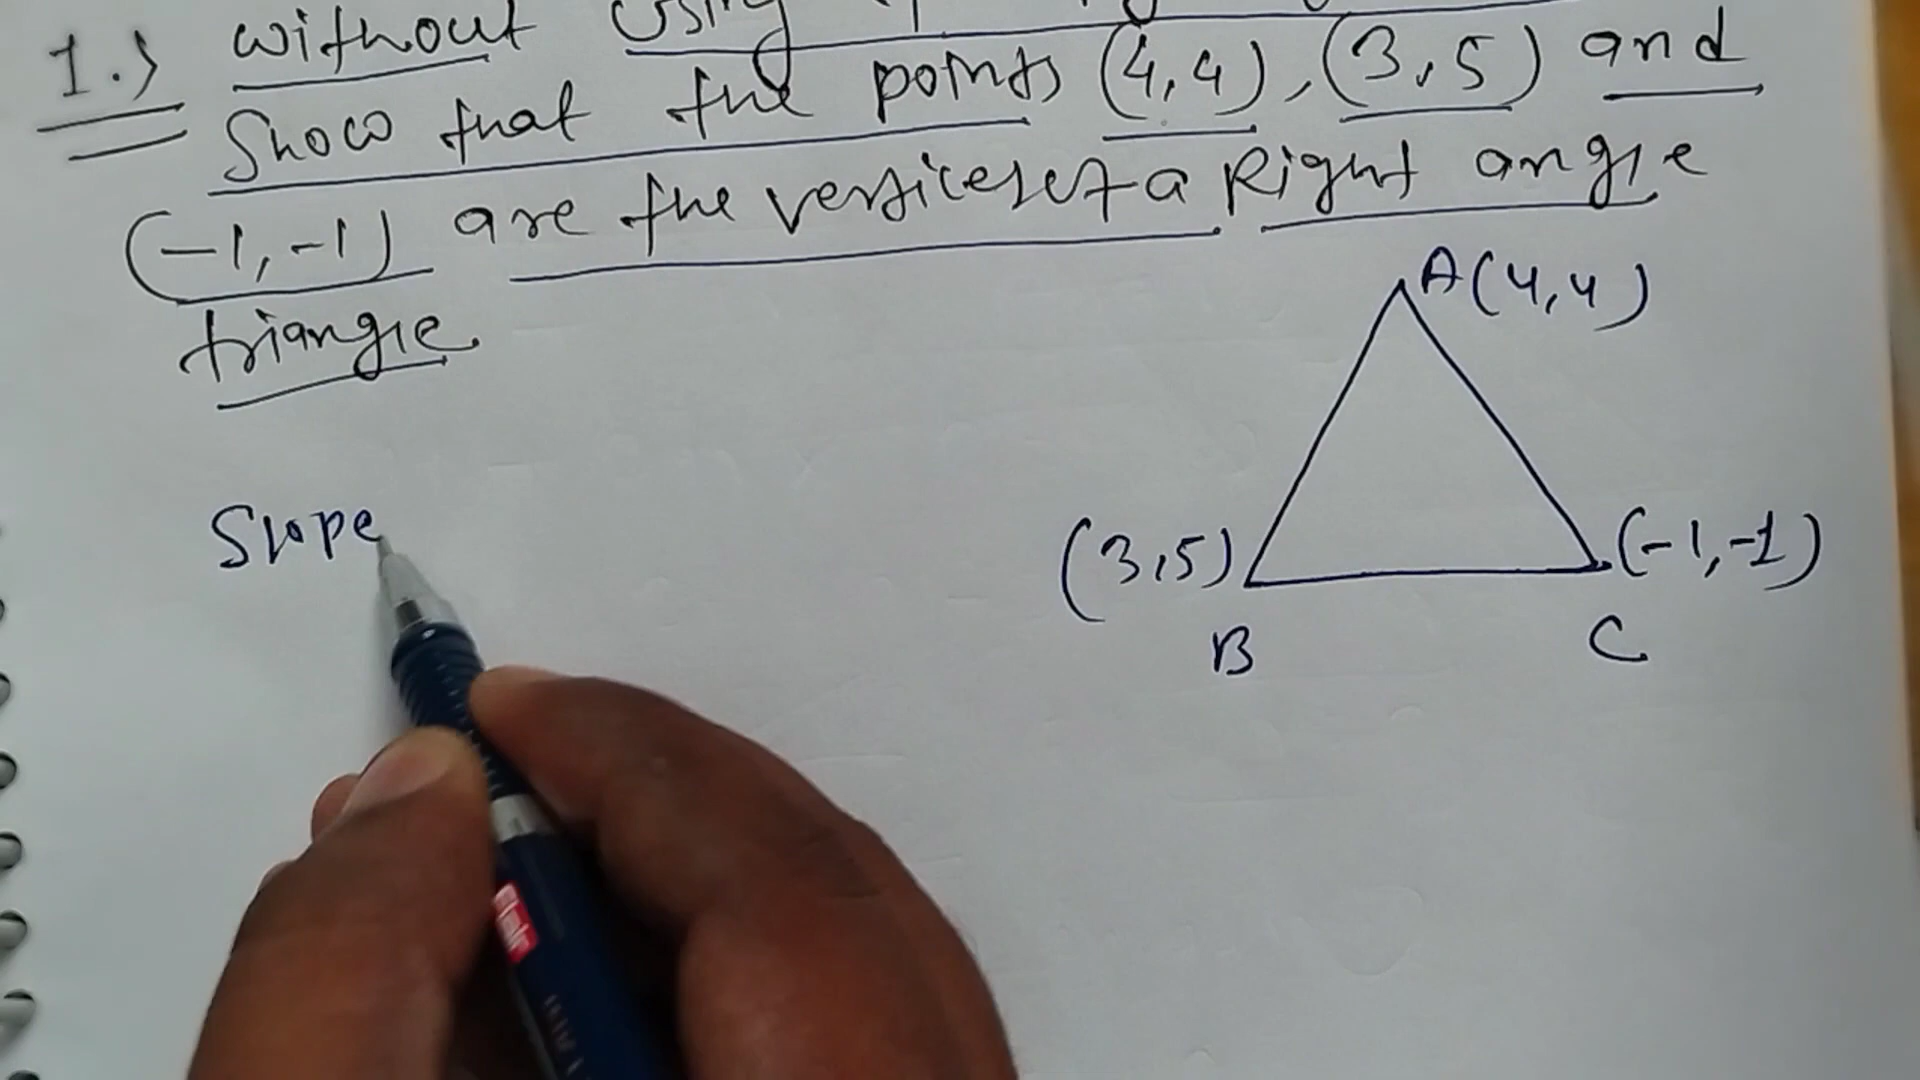 1.) without using
Show that the points (4,4), (3,5) and
(-1,-1) are the vertices of a Right angle
triangle
A(4,4)
Slope
(3,5) (-1,-1)
B C